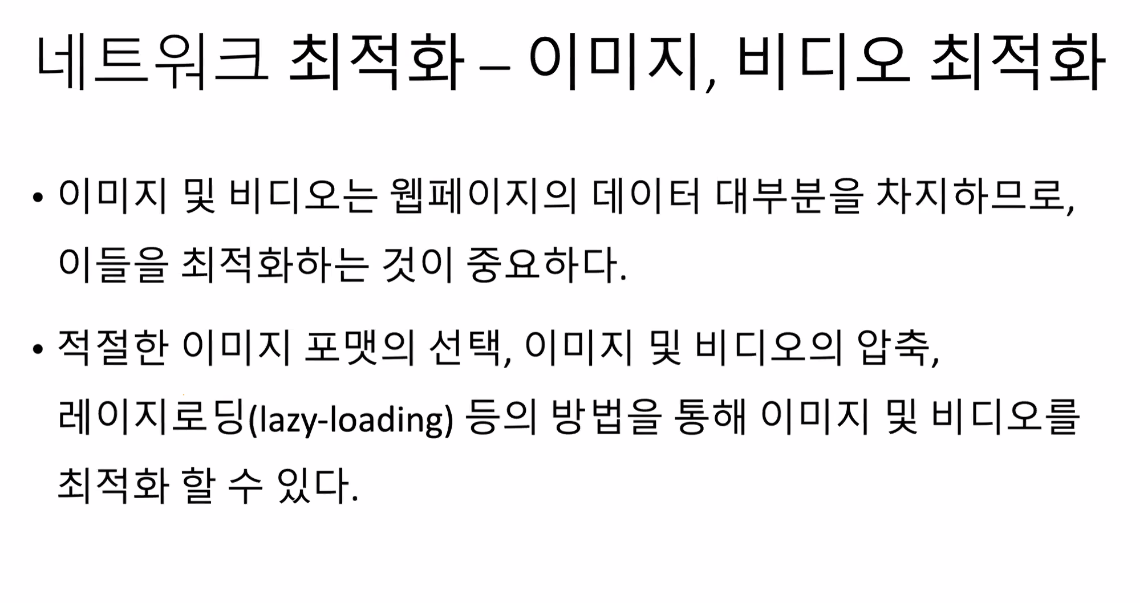 네트워크 최적화 – 이미지, 비디오 최적화
• 이미지 및 비디오는 웹페이지의 데이터 대부분을 차지하므로,
이들을 최적화하는 것이 중요하다.
• 적절한 이미지 포맷의 선택, 이미지 및 비디오의 압축,
레이지로딩(lazy-loading) 등의 방법을 통해 이미지 및 비디오를
최적화 할 수 있다.